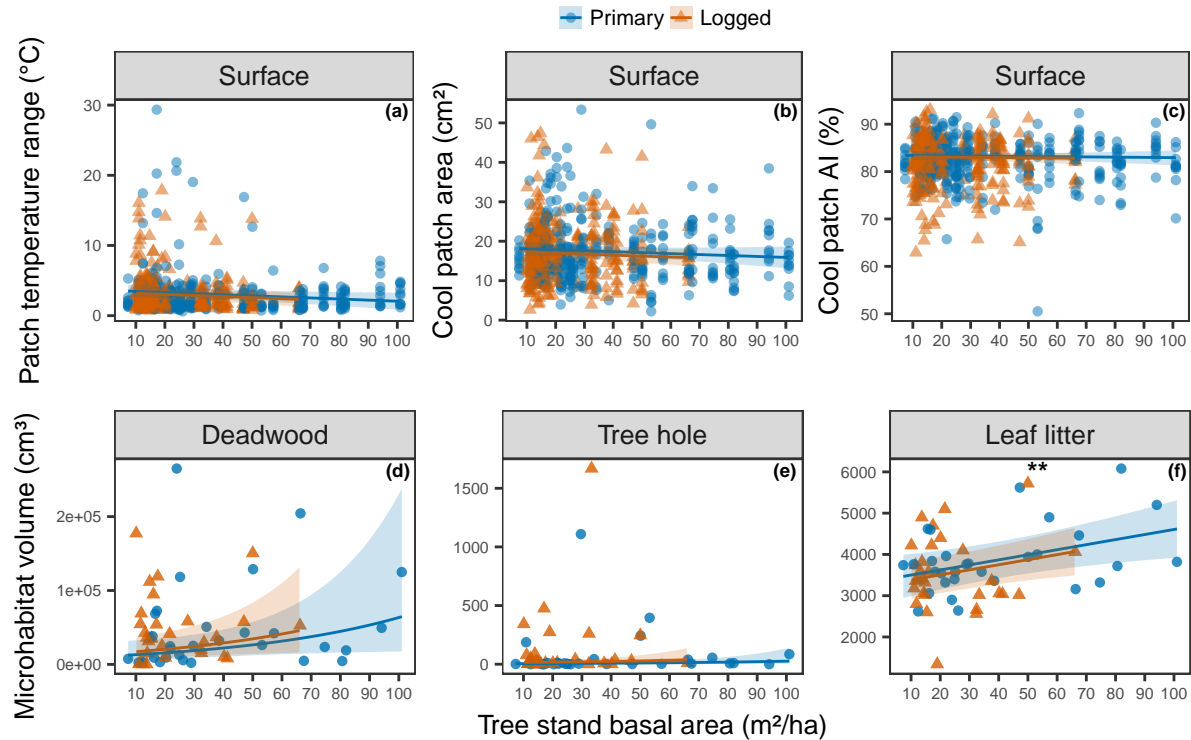 Primary Logged
Surface Surface Surface
Patch temperature range (°C)
0 10 20 30
10 20 30 40 50 60 70 80 90 100
(a)
Cool patch area (cm²)
0 10 20 30 40 50
10 20 30 40 50 60 70 80 90 100
(b)
Cool patch AI (%)
50 60 70 80 90
10 20 30 40 50 60 70 80 90 100
(c)
Deadwood Tree hole Leaf litter
Microhabitat volume (cm³)
0e+00 1e+05 2e+05
10 20 30 40 50 60 70 80 90 100
(d)
0 500 1000 1500
10 20 30 40 50 60 70 80 90 100
(e)
2000 3000 4000 5000 6000
10 20 30 40 50 60 70 80 90 100
**
(f)
Tree stand basal area (m²/ha)